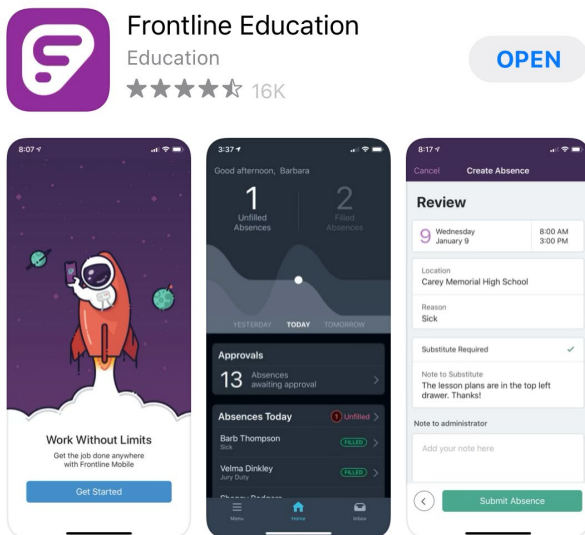 Frontline Education
Education
16K
OPEN
8:07
Work Without Limits
Get the job done anywhere
with Frontline Mobile
Get Started
3:37
Good afternoon, Barbara
1
Unfilled
Absences
2
Filled
Absences
YESTERDAY TODAY TOMORROW
Approvals
13 Absences
awaiting approval
Absences Today 1 Unfilled
Barb Thompson
Sick
FILLED
Velma Dinkley
Jury Duty
FILLED
Menu Home Inbox
8:17
Cancel Create Absence
Review
9 Wednesday
January 9
8:00 AM
3:00 PM
Location
Carey Memorial High School
Reason
Sick
Substitute Required
Note to Substitute
The lesson plans are in the top left
drawer. Thanks!
Note to administrator
Add your note here
Submit Absence